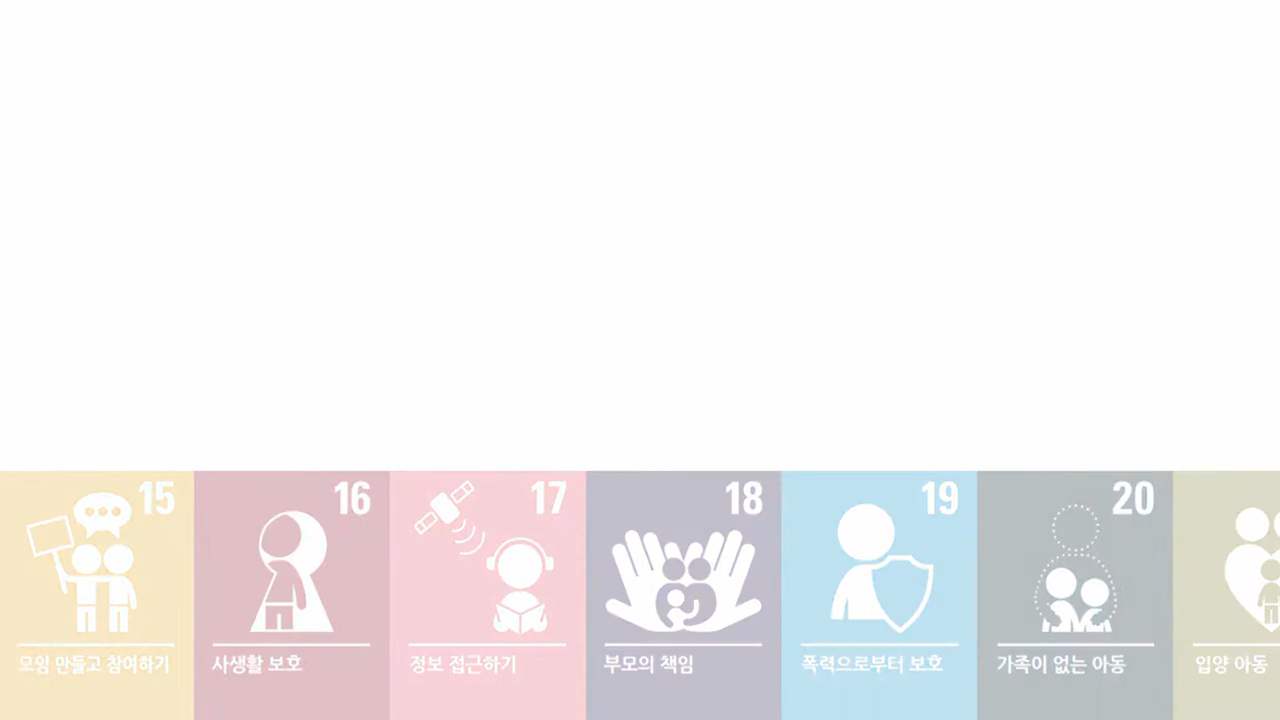 15
모임 만들고 참여하기
16
사생활 보호
17
정보 접근하기
18
부모의 책임
19
폭력으로부터 보호
20
가족이 없는 아동
입양 아동